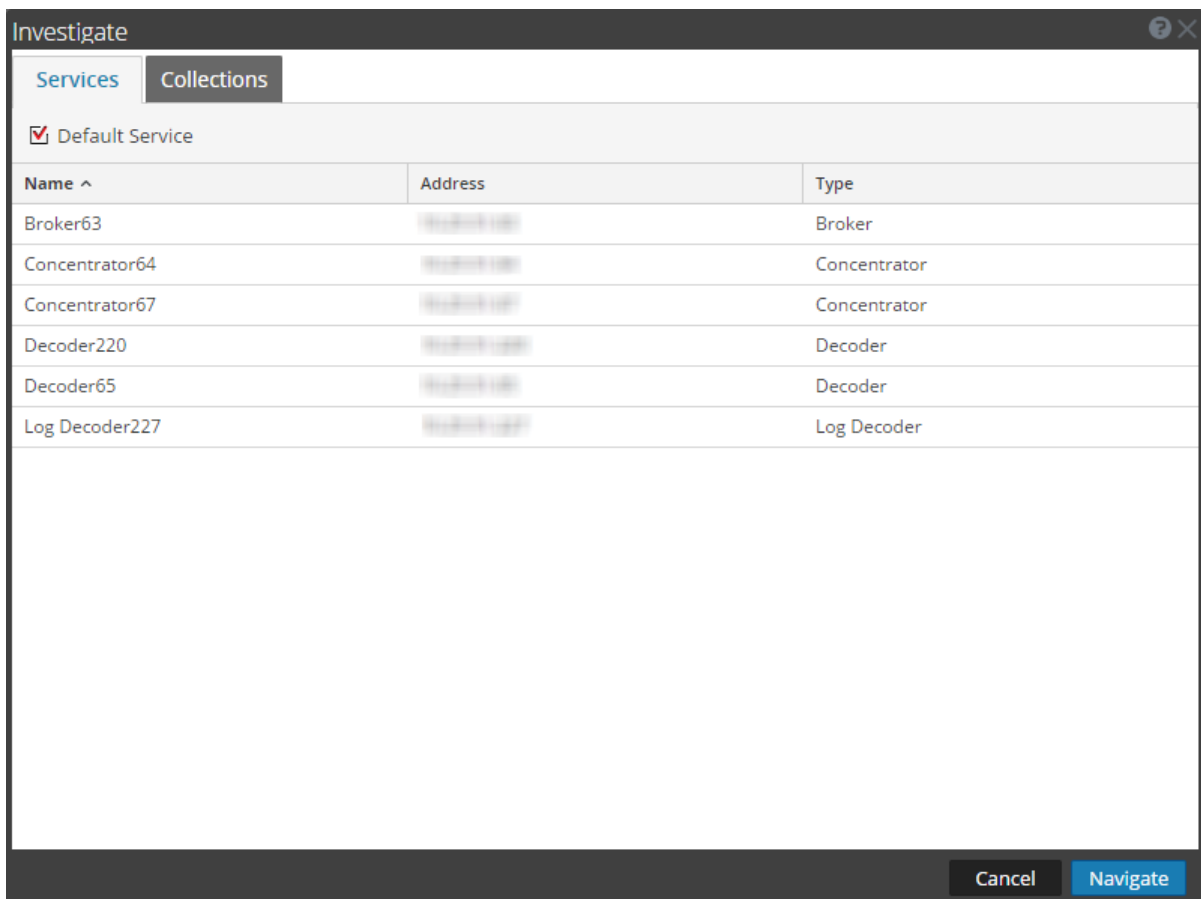 Investigate
Services Collections
Default Service
Name Address Type
Broker63 Broker
Concentrator64 Concentrator
Concentrator67 Concentrator
Decoder220 Decoder
Decoder65 Decoder
Log Decoder227 Log Decoder
Cancel Navigate